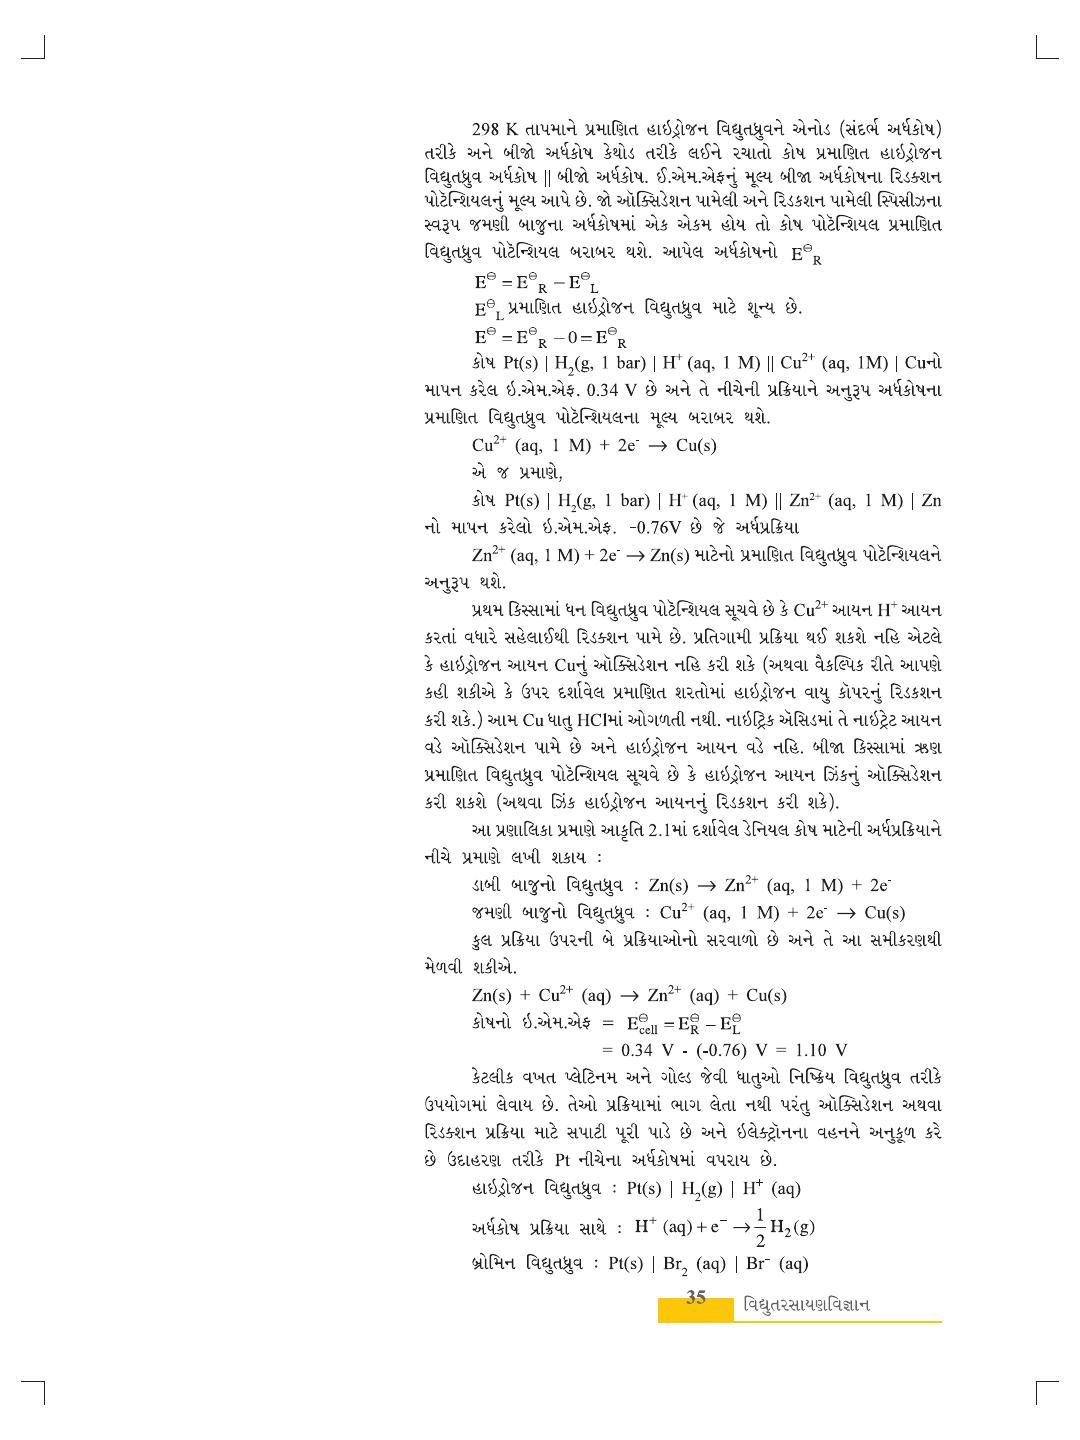 298 K તાપમાને પ્રમાણિત હાઇડ્રોજન વિદ્યુતધ્રુવને એનોડ (સંદર્ભ અર્ધકોષ)
તરીકે અને બીજો અર્ધકોષ કેથોડ તરીકે લઈને રચાતો કોષ પ્રમાણિત હાઇડ્રોજન
વિદ્યુતધ્રુવ અર્ધકોષ || બીજો અર્ધકોષ. ઈ.એમ.એફનું મૂલ્ય બીજા અર્ધકોષના રિડક્શન
પોટૅન્શિયલનું મૂલ્ય આપે છે. જો ઑક્સિડેશન પામેલી અને રિડકશન પામેલી સ્પિસીઝના
સ્વરૂપ જમણી બાજુના અર્ધકોષમાં એક એકમ હોય તો કોષ પોટૅન્શિયલ પ્રમાણિત
વિદ્યુતધ્રુવ પોટૅન્શિયલ બરાબર થશે. આપેલ અર્ધકોષનો E⊖R
E⊖ = E⊖R − E⊖L
E⊖L પ્રમાણિત હાઇડ્રોજન વિદ્યુતધ્રુવ માટે શૂન્ય છે.
E⊖ = E⊖R − 0 = E⊖R
કોષ Pt(s) | H₂(g, 1 bar) | H⁺ (aq, 1 M) || Cu²⁺ (aq, 1M) | Cuનો
માપન કરેલ ઇ.એમ.એફ. 0.34 V છે અને તે નીચેની પ્રક્રિયાને અનુરૂપ અર્ધકોષના
પ્રમાણિત વિદ્યુતધ્રુવ પોટૅન્શિયલના મૂલ્ય બરાબર થશે.
Cu²⁺ (aq, 1 M) + 2e⁻ → Cu(s)
એ જ પ્રમાણે,
કોષ Pt(s) | H₂(g, 1 bar) | H⁺ (aq, 1 M) || Zn²⁺ (aq, 1 M) | Zn
નો માપન કરેલો ઇ.એમ.એફ. -0.76V છે જે અર્ધપ્રક્રિયા
Zn²⁺ (aq, 1 M) + 2e⁻ → Zn(s) માટેનો પ્રમાણિત વિદ્યુતધ્રુવ પોટૅન્શિયલને
અનુરૂપ થશે.
પ્રથમ કિસ્સામાં ધન વિદ્યુતધ્રુવ પોટૅન્શિયલ સૂચવે છે કે Cu²⁺ આયન H⁺ આયન
કરતાં વધારે સહેલાઈથી રિડક્શન પામે છે. પ્રતિગામી પ્રક્રિયા થઈ શકશે નહિ એટલે
કે હાઇડ્રોજન આયન Cuનું ઑક્સિડેશન નહિ કરી શકે (અથવા વૈકલ્પિક રીતે આપણે
કહી શકીએ કે ઉપર દર્શાવેલ પ્રમાણિત શરતોમાં હાઇડ્રોજન વાયુ કૉપરનું રિડકશન
કરી શકે.) આમ Cu ધાતુ HClમાં ઓગળતી નથી. નાઇટ્રિક ઍસિડમાં તે નાઇટ્રેટ આયન
વડે ઑક્સિડેશન પામે છે અને હાઇડ્રોજન આયન વડે નહિ. બીજા કિસ્સામાં ઋણ
પ્રમાણિત વિદ્યુતધ્રુવ પોટૅન્શિયલ સૂચવે છે કે હાઇડ્રોજન આયન ઝિંકનું ઑક્સિડેશન
કરી શકશે (અથવા ઝિંક હાઇડ્રોજન આયનનું રિડકશન કરી શકે).
આ પ્રણાલિકા પ્રમાણે આકૃતિ 2.1માં દર્શાવેલ ડેનિયલ કોષ માટેની અર્ધપ્રક્રિયાને
નીચે પ્રમાણે લખી શકાય :
ડાબી બાજુનો વિદ્યુતધ્રુવ : Zn(s) → Zn²⁺ (aq, 1 M) + 2e⁻
જમણી બાજુનો વિદ્યુતધ્રુવ : Cu²⁺ (aq, 1 M) + 2e⁻ → Cu(s)
કુલ પ્રક્રિયા ઉપરની બે પ્રક્રિયાઓનો સરવાળો છે અને તે આ સમીકરણથી
મેળવી શકીએ.
Zn(s) + Cu²⁺ (aq) → Zn²⁺ (aq) + Cu(s)
કોષનો ઇ.એમ.એફ = E⊖cell = E⊖R − E⊖L
= 0.34 V - (-0.76) V = 1.10 V
કેટલીક વખત પ્લેટિનમ અને ગોલ્ડ જેવી ધાતુઓ નિષ્ક્રિય વિદ્યુતધ્રુવ તરીકે
ઉપયોગમાં લેવાય છે. તેઓ પ્રક્રિયામાં ભાગ લેતા નથી પરંતુ ઑક્સિડેશન અથવા
રિડક્શન પ્રક્રિયા માટે સપાટી પૂરી પાડે છે અને ઇલેક્ટ્રૉનના વહનને અનુકૂળ કરે
છે ઉદાહરણ તરીકે Pt નીચેના અર્ધકોષમાં વપરાય છે.
હાઇડ્રોજન વિદ્યુતધ્રુવ : Pt(s) | H₂(g) | H⁺ (aq)
અર્ધકોષ પ્રક્રિયા સાથે : H⁺ (aq) + e⁻ → 1/2 H₂(g)
બ્રોમિન વિદ્યુતધ્રુવ : Pt(s) | Br₂ (aq) | Br⁻ (aq)
35 વિદ્યુતરસાયણવિજ્ઞાન